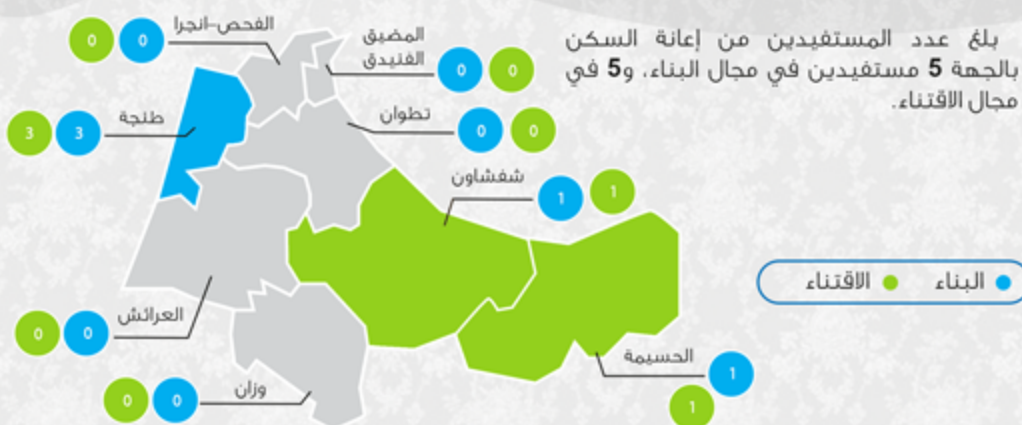 بلغ عدد المستفيدين من إعانة السكن
بالجهة 5 مستفيدين في مجال البناء، و5 في
مجال الاقتناء.
الفحص-انجرا
0
0
المضيق
الفنيدق
0
0
طنجة
3
3
تطوان
0
0
شفشاون
1
1
البناء
الاقتناء
العرائش
0
0
الحسيمة
1
1
وزان
0
0